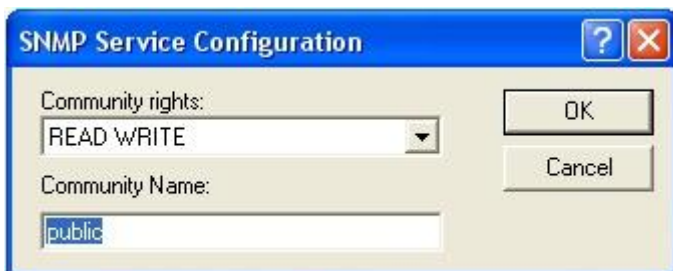 SNMP Service Configuration
Community rights:
READ WRITE
OK
Cancel
Community Name:
public